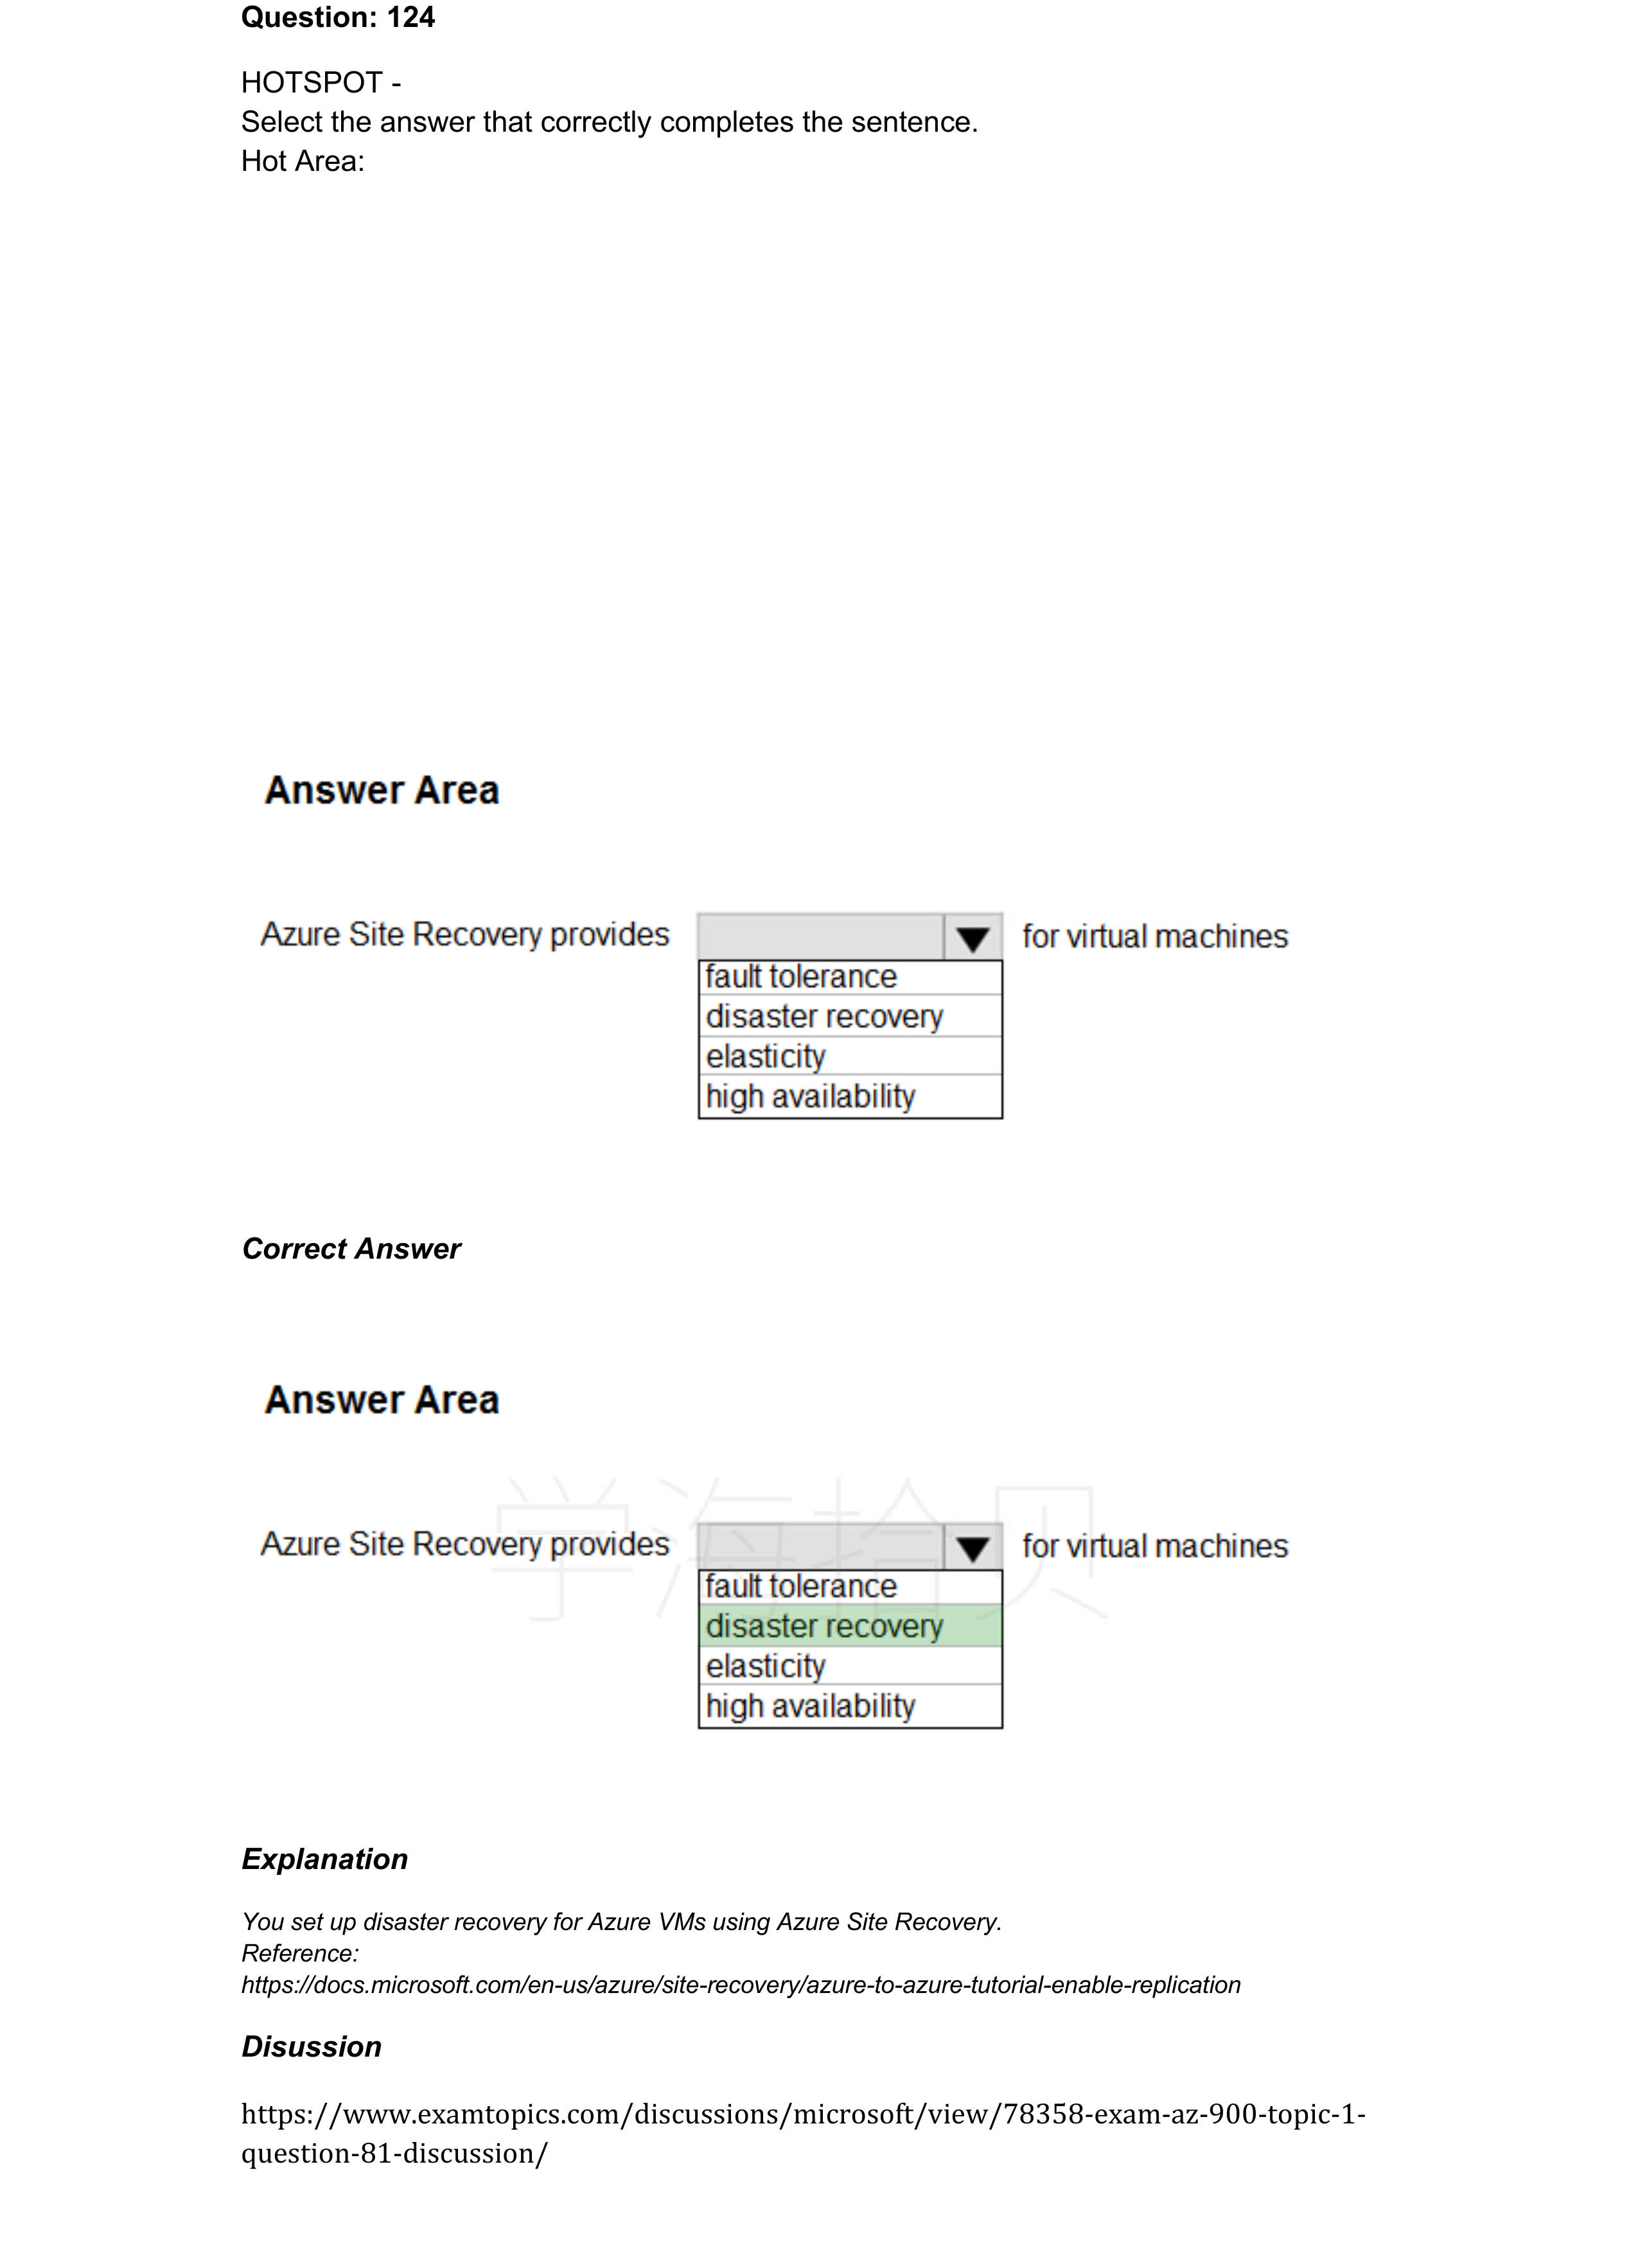 Question: 124
HOTSPOT -
Select the answer that correctly completes the sentence.
Hot Area:
Answer Area
Azure Site Recovery provides for virtual machines
fault tolerance
disaster recovery
elasticity
high availability
Correct Answer
Answer Area
学海拾贝
Azure Site Recovery provides for virtual machines
fault tolerance
disaster recovery
elasticity
high availability
Explanation
You set up disaster recovery for Azure VMs using Azure Site Recovery.
Reference:
https://docs.microsoft.com/en-us/azure/site-recovery/azure-to-azure-tutorial-enable-replication
Disussion
https://www.examtopics.com/discussions/microsoft/view/78358-exam-az-900-topic-1-
question-81-discussion/